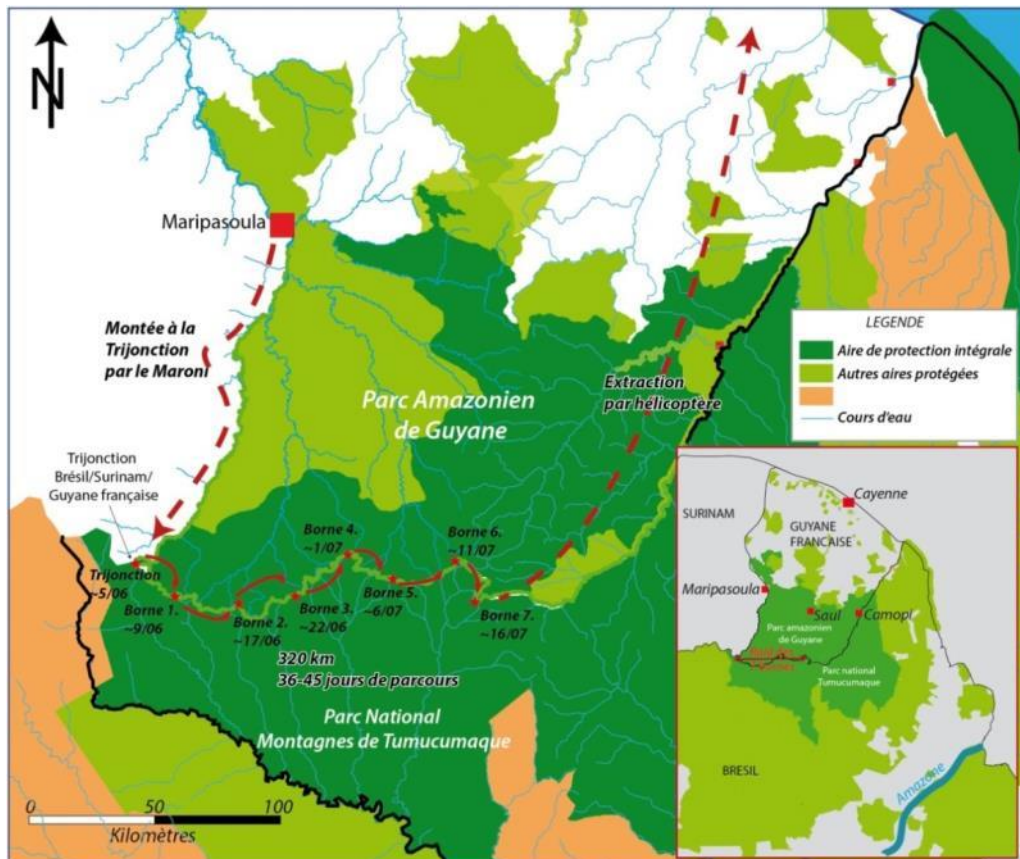 N
Maripasoula
Montée à la
Trijonction
par le Maroni
Parc Amazonien
de Guyane
Extraction
par hélicoptère
Trijonction
Brésil/Surinam/
Guyane française
Trijonction
~5/06
Borne 1.
~9/06
Borne 2.
~17/06
Borne 3.
~22/06
Borne 4.
~1/07
Borne 5.
~6/07
Borne 6.
~11/07
Borne 7.
~16/07
320 km
36-45 jours de parcours
Parc National
Montagnes de Tumucumaque
0 50 100
Kilomètres
LEGENDE
Aire de protection intégrale
Autres aires protégées
Cours d'eau
Cayenne
SURINAM
GUYANE
FRANCAISE
Maripasoula
Saul
Camopi
Parc amazonien
de Guyane
Parc national
Tumucumaque
BRESIL
Amazone